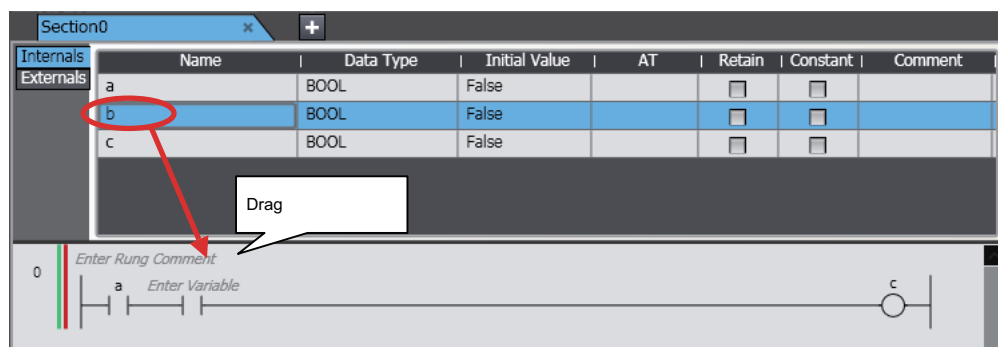 Section0 × +
Internals Name Data Type Initial Value AT Retain Constant Comment
Externals
a BOOL False
b BOOL False
c BOOL False
Drag
Enter Rung Comment
0
a Enter Variable c